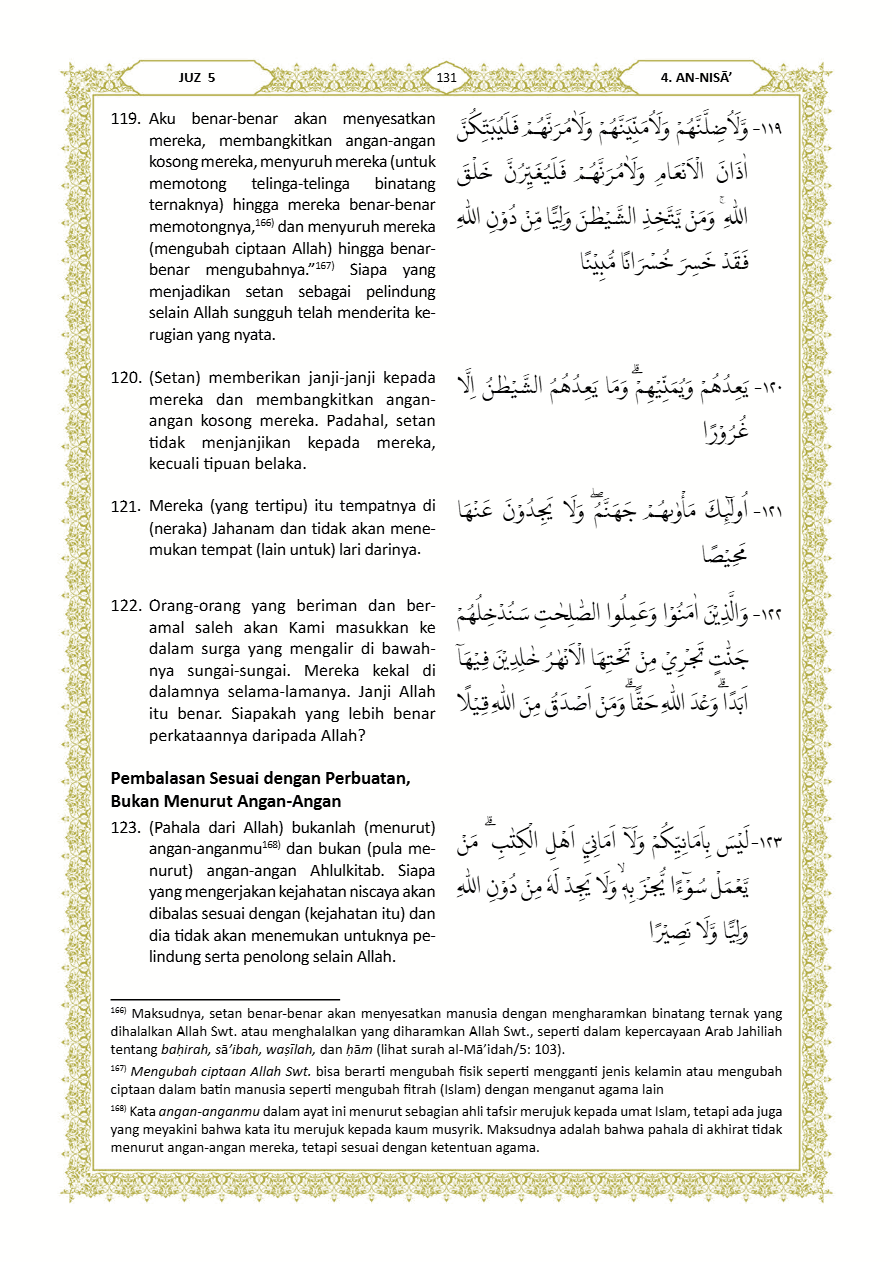 JUZ 5
131
4. AN-NISĀ’
119. Aku benar-benar akan menyesatkan
mereka, membangkitkan angan-angan
kosong mereka, menyuruh mereka (untuk
memotong telinga-telinga binatang
ternaknya) hingga mereka benar-benar
memotongnya,¹⁶⁶⁾ dan menyuruh mereka
(mengubah ciptaan Allah) hingga benar-
benar mengubahnya.”¹⁶⁷⁾ Siapa yang
menjadikan setan sebagai pelindung
selain Allah sungguh telah menderita ke-
rugian yang nyata.
١١٩- وَّلَاُضِلَّنَّهُمْ وَلَاُمَنِّيَنَّهُمْ وَلَاٰمُرَنَّهُمْ فَلَيُبَتِّكُنَّ
اٰذَانَ الْاَنْعَامِ وَلَاٰمُرَنَّهُمْ فَلَيُغَيِّرُنَّ خَلْقَ
اللّٰهِ ۚ وَمَنْ يَّتَّخِذِ الشَّيْطٰنَ وَلِيًّا مِّنْ دُوْنِ اللّٰهِ
فَقَدْ خَسِرَ خُسْرَانًا مُّبِيْنًا
120. (Setan) memberikan janji-janji kepada
mereka dan membangkitkan angan-
angan kosong mereka. Padahal, setan
tidak menjanjikan kepada mereka,
kecuali tipuan belaka.
١٢٠- يَعِدُهُمْ وَيُمَنِّيْهِمْۗ وَمَا يَعِدُهُمُ الشَّيْطٰنُ اِلَّا
غُرُوْرًا
121. Mereka (yang tertipu) itu tempatnya di
(neraka) Jahanam dan tidak akan mene-
mukan tempat (lain untuk) lari darinya.
١٢١- اُولٰۤىِٕكَ مَأْوٰىهُمْ جَهَنَّمُۖ وَلَا يَجِدُوْنَ عَنْهَا
مَحِيْصًا
122. Orang-orang yang beriman dan ber-
amal saleh akan Kami masukkan ke
dalam surga yang mengalir di bawah-
nya sungai-sungai. Mereka kekal di
dalamnya selama-lamanya. Janji Allah
itu benar. Siapakah yang lebih benar
perkataannya daripada Allah?
١٢٢- وَالَّذِيْنَ اٰمَنُوْا وَعَمِلُوا الصّٰلِحٰتِ سَنُدْخِلُهُمْ
جَنّٰتٍ تَجْرِيْ مِنْ تَحْتِهَا الْاَنْهٰرُ خٰلِدِيْنَ فِيْهَآ
اَبَدًاۗ وَعْدَ اللّٰهِ حَقًّاۗ وَمَنْ اَصْدَقُ مِنَ اللّٰهِ قِيْلًا
Pembalasan Sesuai dengan Perbuatan,
Bukan Menurut Angan-Angan
123. (Pahala dari Allah) bukanlah (menurut)
angan-anganmu¹⁶⁸⁾ dan bukan (pula me-
nurut) angan-angan Ahlulkitab. Siapa
yang mengerjakan kejahatan niscaya akan
dibalas sesuai dengan (kejahatan itu) dan
dia tidak akan menemukan untuknya pe-
lindung serta penolong selain Allah.
١٢٣- لَيْسَ بِاَمَانِيِّكُمْ وَلَآ اَمَانِيِّ اَهْلِ الْكِتٰبِ ۗ مَنْ
يَّعْمَلْ سُوْۤءًا يُّجْزَ بِهٖۙ وَلَا يَجِدْ لَهٗ مِنْ دُوْنِ اللّٰهِ
وَلِيًّا وَّلَا نَصِيْرًا
¹⁶⁶⁾ Maksudnya, setan benar-benar akan menyesatkan manusia dengan mengharamkan binatang ternak yang
dihalalkan Allah Swt. atau menghalalkan yang diharamkan Allah Swt., seperti dalam kepercayaan Arab Jahiliah
tentang baḥirah, sā’ibah, waṣīlah, dan ḥām (lihat surah al-Mā’idah/5: 103).
¹⁶⁷⁾ Mengubah ciptaan Allah Swt. bisa berarti mengubah fisik seperti mengganti jenis kelamin atau mengubah
ciptaan dalam batin manusia seperti mengubah fitrah (Islam) dengan menganut agama lain
¹⁶⁸⁾ Kata angan-anganmu dalam ayat ini menurut sebagian ahli tafsir merujuk kepada umat Islam, tetapi ada juga
yang meyakini bahwa kata itu merujuk kepada kaum musyrik. Maksudnya adalah bahwa pahala di akhirat tidak
menurut angan-angan mereka, tetapi sesuai dengan ketentuan agama.